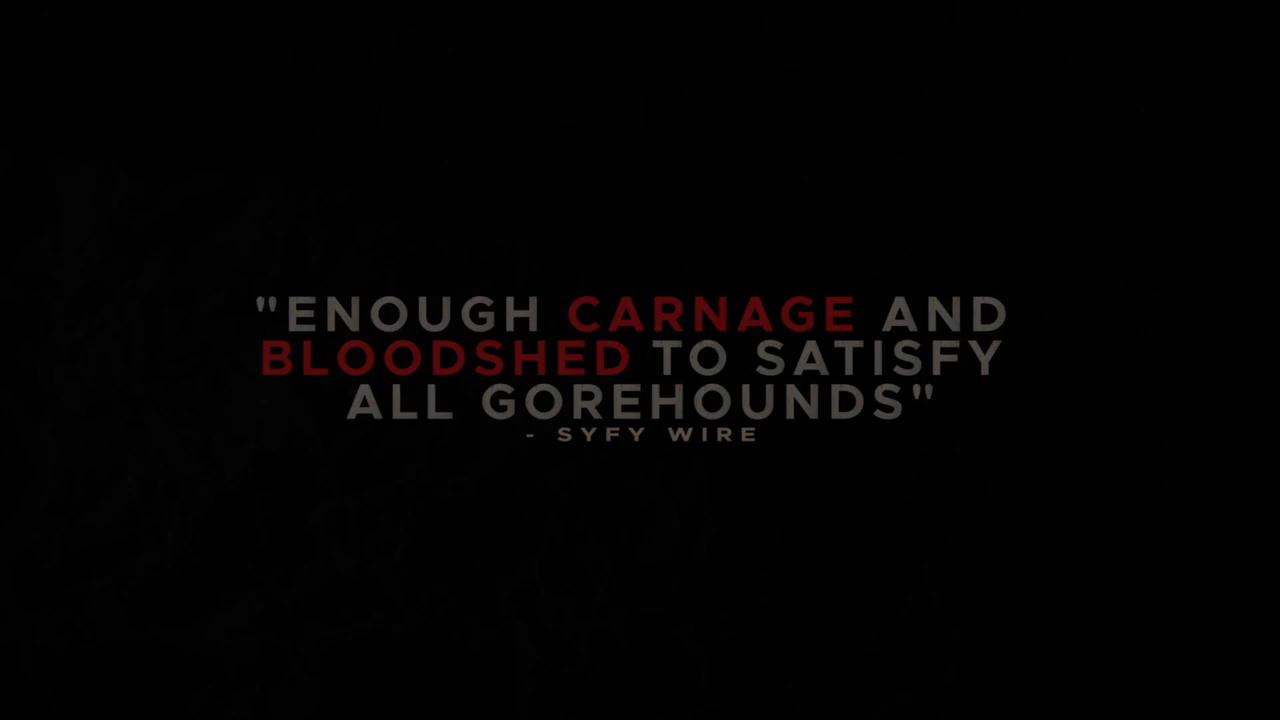 "ENOUGH CARNAGE AND
BLOODSHED TO SATISFY
ALL GOREHOUNDS"
- SYFY WIRE